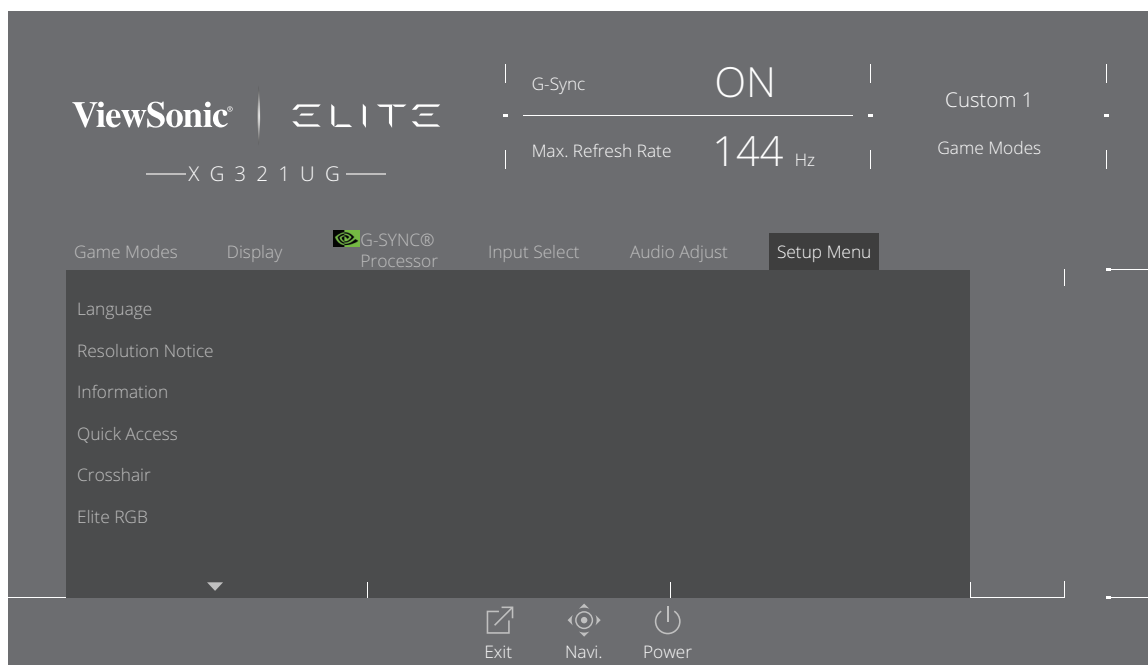 ViewSonic® ELITE
XG321UG
G-Sync ON
Max. Refresh Rate 144 Hz
Custom 1
Game Modes
Game Modes Display G-SYNC® Processor Input Select Audio Adjust Setup Menu
Language
Resolution Notice
Information
Quick Access
Crosshair
Elite RGB
Exit Navi. Power